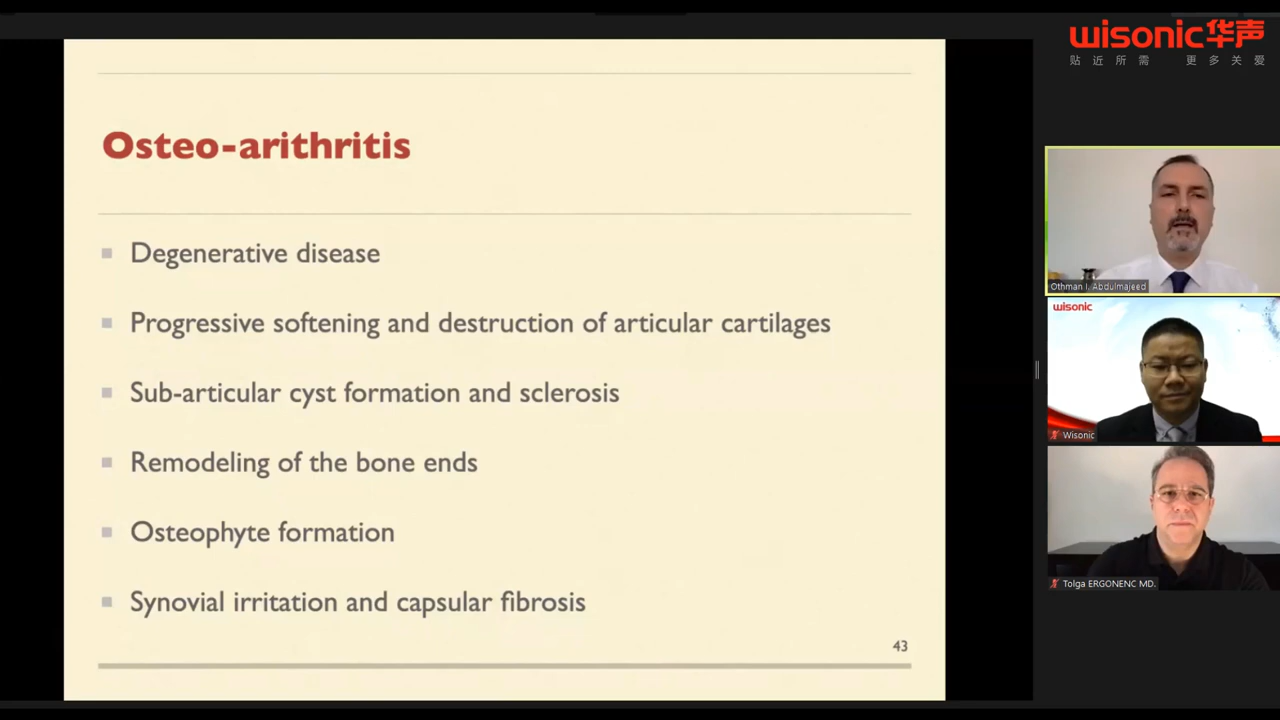 wisonic华声
贴近所需 更多关爱
Osteo-arithritis
Degenerative disease
Progressive softening and destruction of articular cartilages
Sub-articular cyst formation and sclerosis
Remodeling of the bone ends
Osteophyte formation
Synovial irritation and capsular fibrosis
43
Othman I. Abdulmajeed
wisonic
Wisonic
Tolga ERGONENC MD.